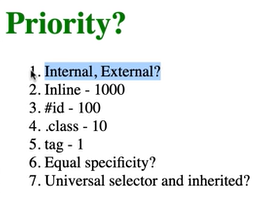 Priority?
1. Internal, External?
2. Inline - 1000
3. #id - 100
4. .class - 10
5. tag - 1
6. Equal specificity?
7. Universal selector and inherited?